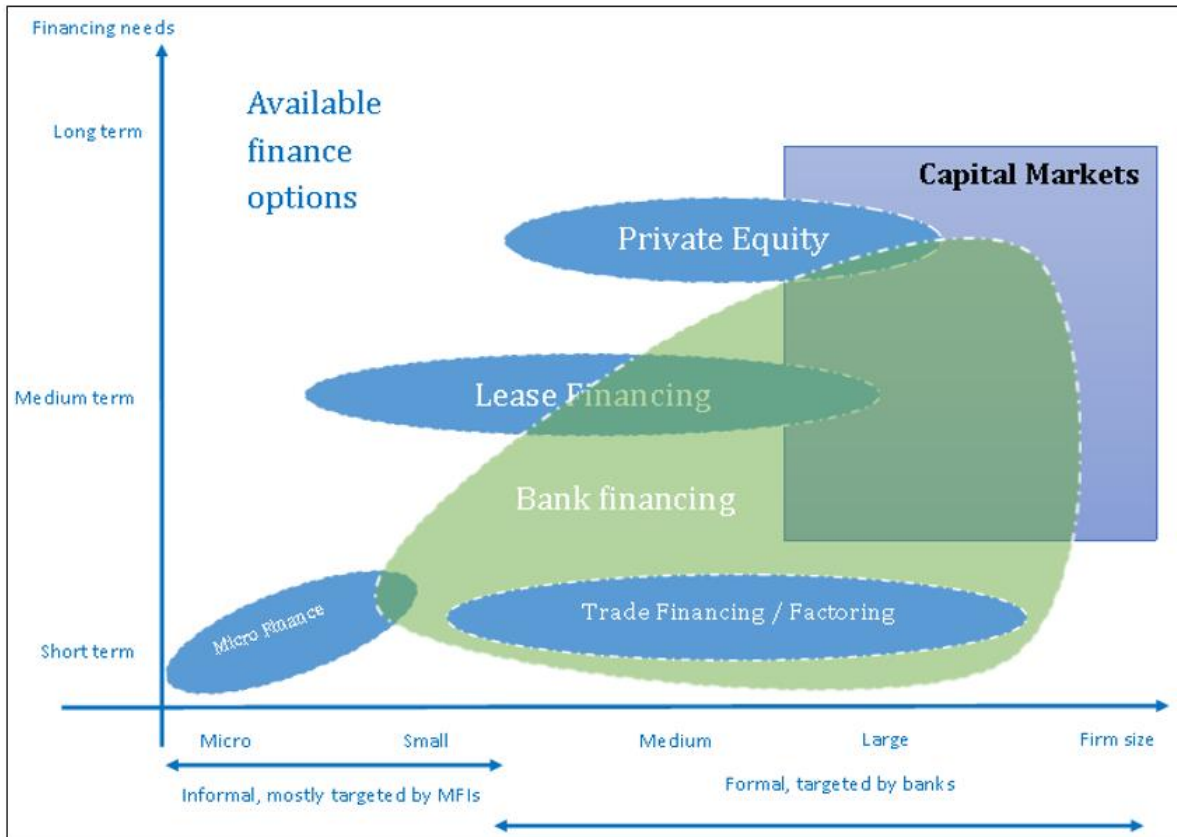 Financing needs
Available
finance
options
Long term
Capital Markets
Private Equity
Medium term
Lease Financing
Bank financing
Micro Finance
Trade Financing / Factoring
Short term
Micro
Small
Medium
Large
Firm size
Informal, mostly targeted by MFIs
Formal, targeted by banks